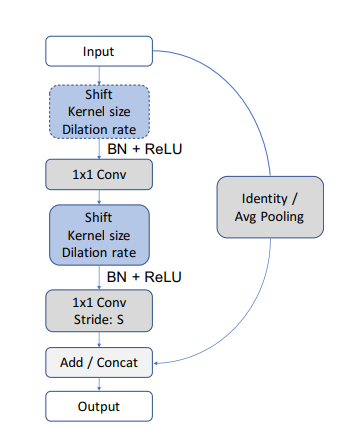 Input
Shift
Kernel size
Dilation rate
BN + ReLU
1x1 Conv
Shift
Kernel size
Dilation rate
BN + ReLU
1x1 Conv
Stride: S
Add / Concat
Output
Identity /
Avg Pooling